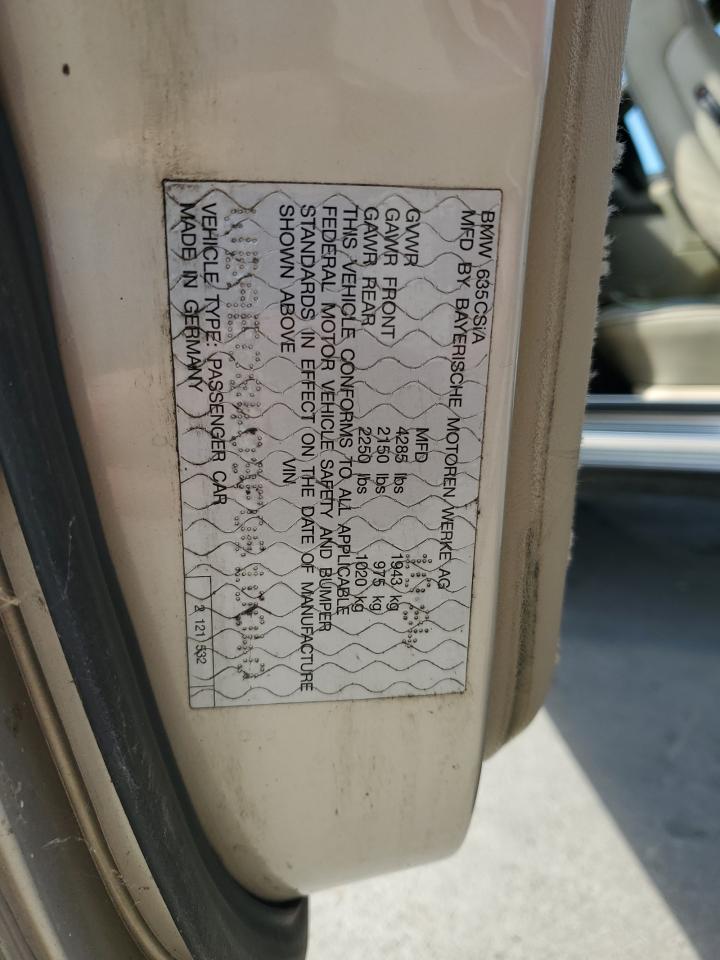 BMW 635CSi/A
MFD BY BAYERISCHE MOTOREN WERKE AG
MFD
GVWR 4285 lbs 1943 kg
GAWR FRONT 2150 lbs 975 kg
GAWR REAR 2250 lbs 1020 kg
THIS VEHICLE CONFORMS TO ALL APPLICABLE
FEDERAL MOTOR VEHICLE SAFETY AND BUMPER
STANDARDS IN EFFECT ON THE DATE OF MANUFACTURE
SHOWN ABOVE VIN
VEHICLE TYPE: PASSENGER CAR
MADE IN GERMANY 2 121 532